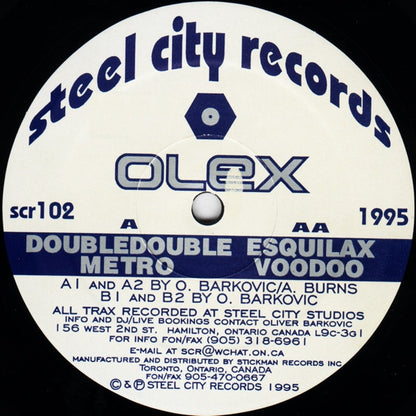 steel city records
OLEX
scr102
A
AA
1995
DOUBLEDOUBLE ESQUILAX
METRO VOODOO
A1 and A2 BY O. BARKOVIC/A. BURNS
B1 and B2 BY O. BARKOVIC
ALL TRAX RECORDED AT STEEL CITY STUDIOS
INFO AND DJ/LIVE BOOKINGS CONTACT OLIVER BARKOVIC
156 WEST 2ND ST. HAMILTON, ONTARIO CANADA L9C-3G1
FOR INFO FON/FAX (905) 318-6961
E-MAIL AT SCR@WCHAT.ON.CA
MANUFACTURED AND DISTRIBUTED BY STICKMAN RECORDS INC
TORONTO, ONTARIO, CANADA
FON/FAX 905-470-0667
© & ℗ STEEL CITY RECORDS 1995